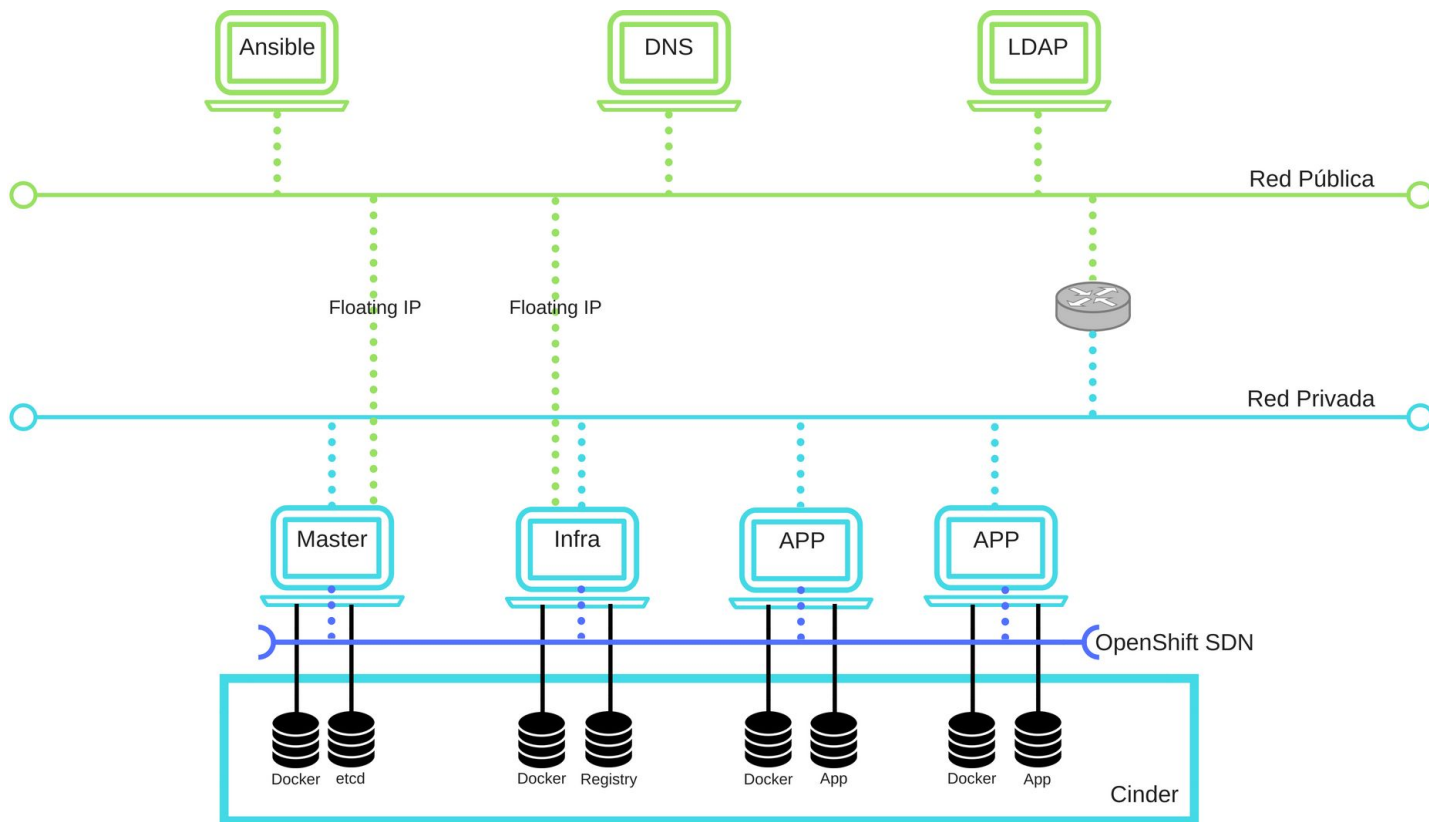 Ansible
DNS
LDAP
Red Pública
Floating IP
Floating IP
Red Privada
Master
Infra
APP
APP
OpenShift SDN
Docker
etcd
Docker
Registry
Docker
App
Docker
App
Cinder